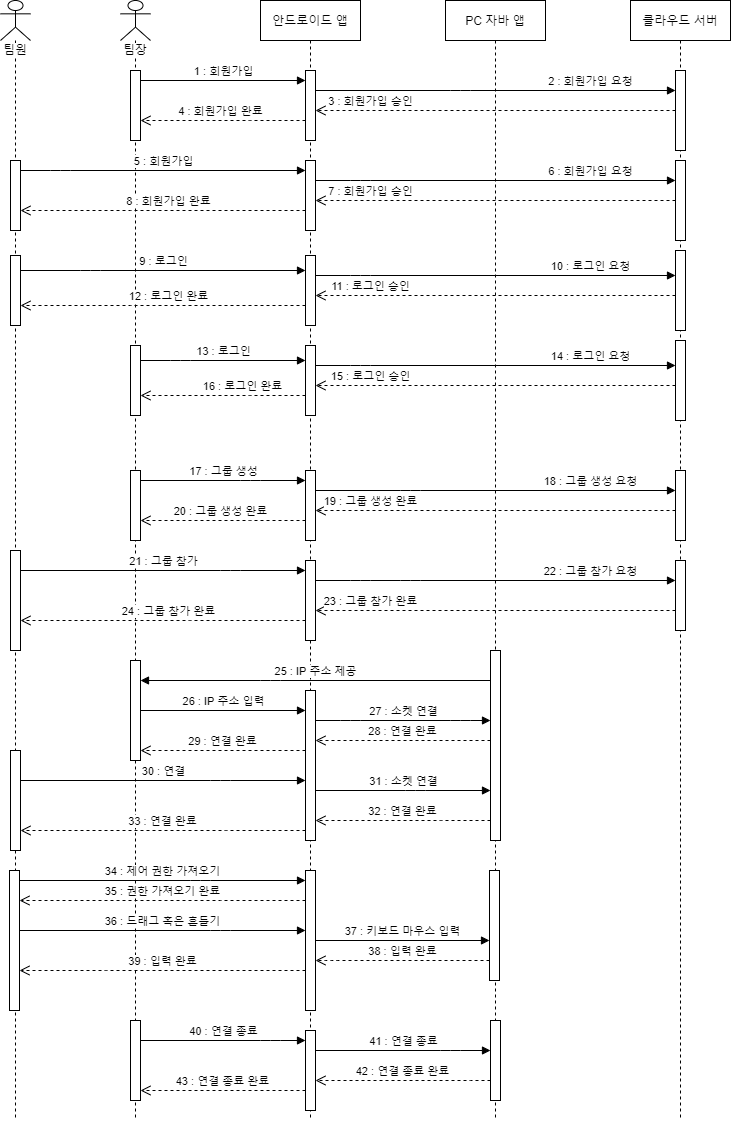 팀원
팀장
안드로이드 앱
PC 자바 앱
클라우드 서버
1 : 회원가입
2 : 회원가입 요청
3 : 회원가입 승인
4 : 회원가입 완료
5 : 회원가입
6 : 회원가입 요청
7 : 회원가입 승인
8 : 회원가입 완료
9 : 로그인
10 : 로그인 요청
11 : 로그인 승인
12 : 로그인 완료
13 : 로그인
14 : 로그인 요청
15 : 로그인 승인
16 : 로그인 완료
17 : 그룹 생성
18 : 그룹 생성 요청
19 : 그룹 생성 완료
20 : 그룹 생성 완료
21 : 그룹 참가
22 : 그룹 참가 요청
23 : 그룹 참가 완료
24 : 그룹 참가 완료
25 : IP 주소 제공
26 : IP 주소 입력
27 : 소켓 연결
28 : 연결 완료
29 : 연결 완료
30 : 연결
31 : 소켓 연결
32 : 연결 완료
33 : 연결 완료
34 : 제어 권한 가져오기
35 : 권한 가져오기 완료
36 : 드래그 혹은 흔들기
37 : 키보드 마우스 입력
38 : 입력 완료
39 : 입력 완료
40 : 연결 종료
41 : 연결 종료
42 : 연결 종료 완료
43 : 연결 종료 완료